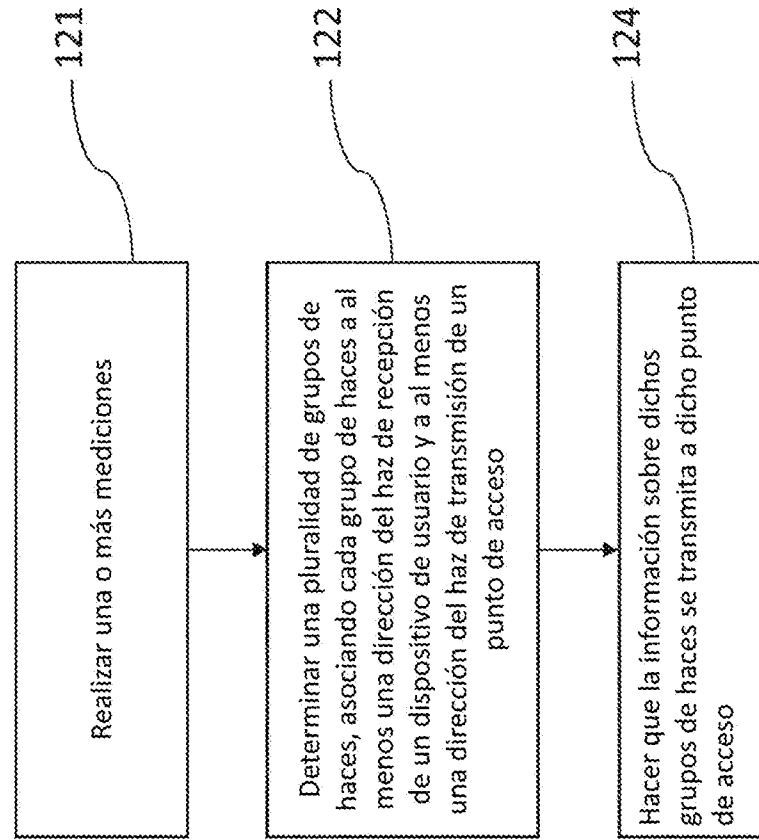 121
Realizar una o más mediciones
122
Determinar una pluralidad de grupos de
haces, asociando cada grupo de haces a al
menos una dirección del haz de recepción
de un dispositivo de usuario y a al menos
una dirección del haz de transmisión de un
punto de acceso
124
Hacer que la información sobre dichos
grupos de haces se transmita a dicho punto
de acceso